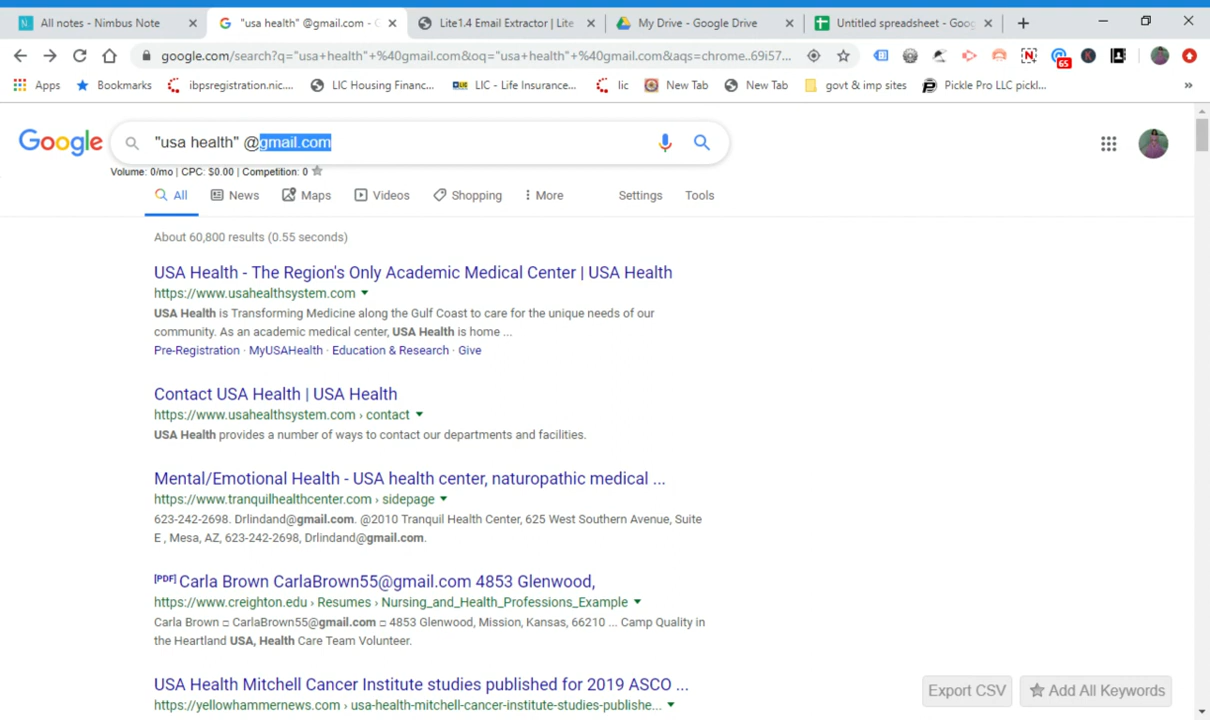 All notes - Nimbus Note
"usa health" @gmail.com - G
Lite1.4 Email Extractor | Lite
My Drive - Google Drive
Untitled spreadsheet - Goog
google.com/search?q="usa+health"+%40gmail.com&oq="usa+health"+%40gmail.com&aqs=chrome..69i57...
65
Apps
Bookmarks
ibpsregistration.nic....
LIC Housing Financ...
LIC - Life Insurance...
lic
New Tab
New Tab
govt & imp sites
Pickle Pro LLC pickl...
»
Google
"usa health" @gmail.com
Volume: 0/mo | CPC: $0.00 | Competition: 0
All
News
Maps
Videos
Shopping
More
Settings
Tools
About 60,800 results (0.55 seconds)
USA Health - The Region's Only Academic Medical Center | USA Health
https://www.usahealthsystem.com
USA Health is Transforming Medicine along the Gulf Coast to care for the unique needs of our
community. As an academic medical center, USA Health is home ...
Pre-Registration · MyUSAHealth · Education & Research · Give
Contact USA Health | USA Health
https://www.usahealthsystem.com › contact
USA Health provides a number of ways to contact our departments and facilities.
Mental/Emotional Health - USA health center, naturopathic medical ...
https://www.tranquilhealthcenter.com › sidepage
623-242-2698. Drlindand@gmail.com. @2010 Tranquil Health Center, 625 West Southern Avenue, Suite
E , Mesa, AZ, 623-242-2698, Drlindand@gmail.com.
[PDF] Carla Brown CarlaBrown55@gmail.com 4853 Glenwood,
https://www.creighton.edu › Resumes › Nursing_and_Health_Professions_Example
Carla Brown □ CarlaBrown55@gmail.com □ 4853 Glenwood, Mission, Kansas, 66210 ... Camp Quality in
the Heartland USA, Health Care Team Volunteer.
USA Health Mitchell Cancer Institute studies published for 2019 ASCO ...
https://yellowhammernews.com › usa-health-mitchell-cancer-institute-studies-publishe...
Export CSV
Add All Keywords